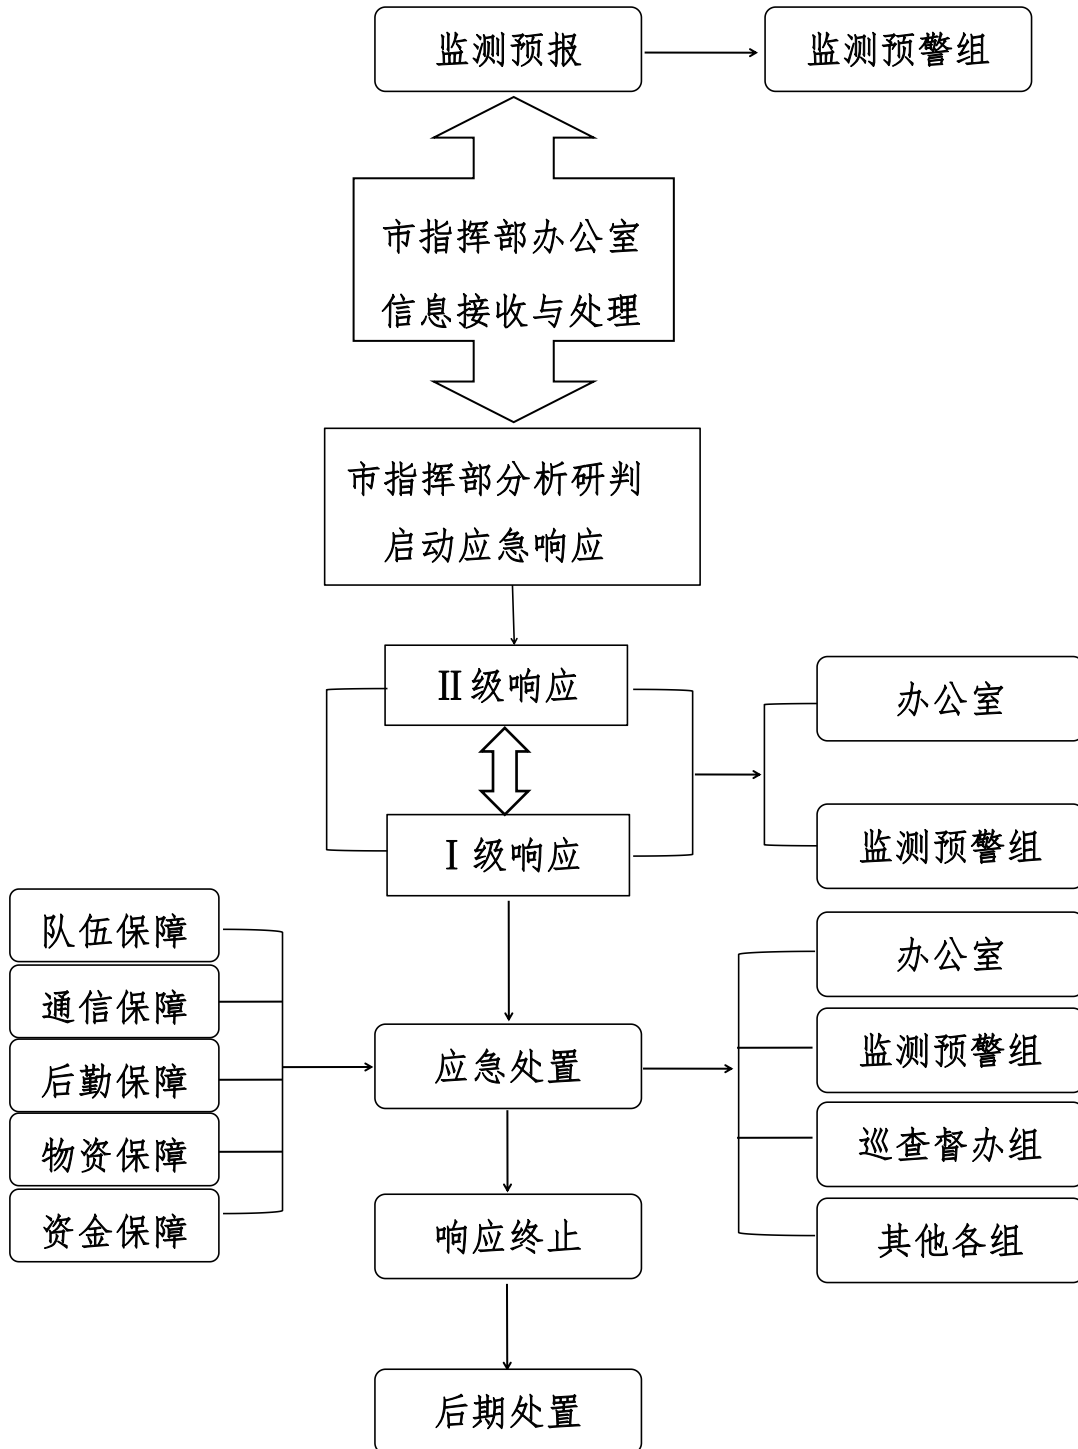 监测预报
监测预警组
市指挥部办公室
信息接收与处理
市指挥部分析研判
启动应急响应
II级响应
办公室
I级响应
监测预警组
队伍保障
通信保障
后勤保障
物资保障
资金保障
应急处置
办公室
监测预警组
巡查督办组
其他各组
响应终止
后期处置